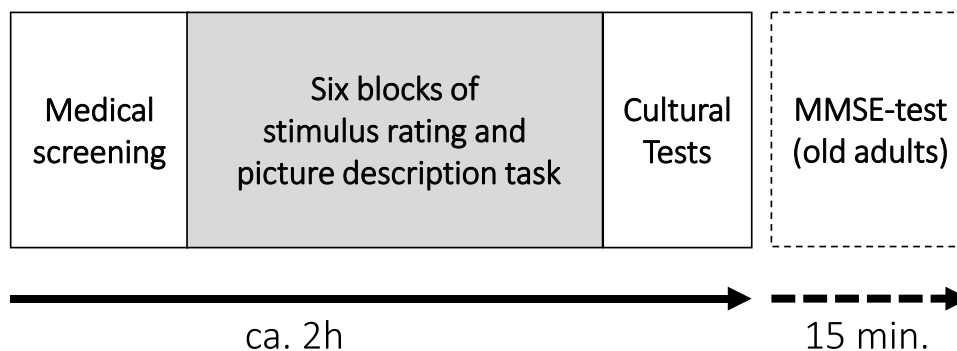 Medical
screening
Six blocks of
stimulus rating and
picture description task
Cultural
Tests
MMSE-test
(old adults)
ca. 2h
15 min.